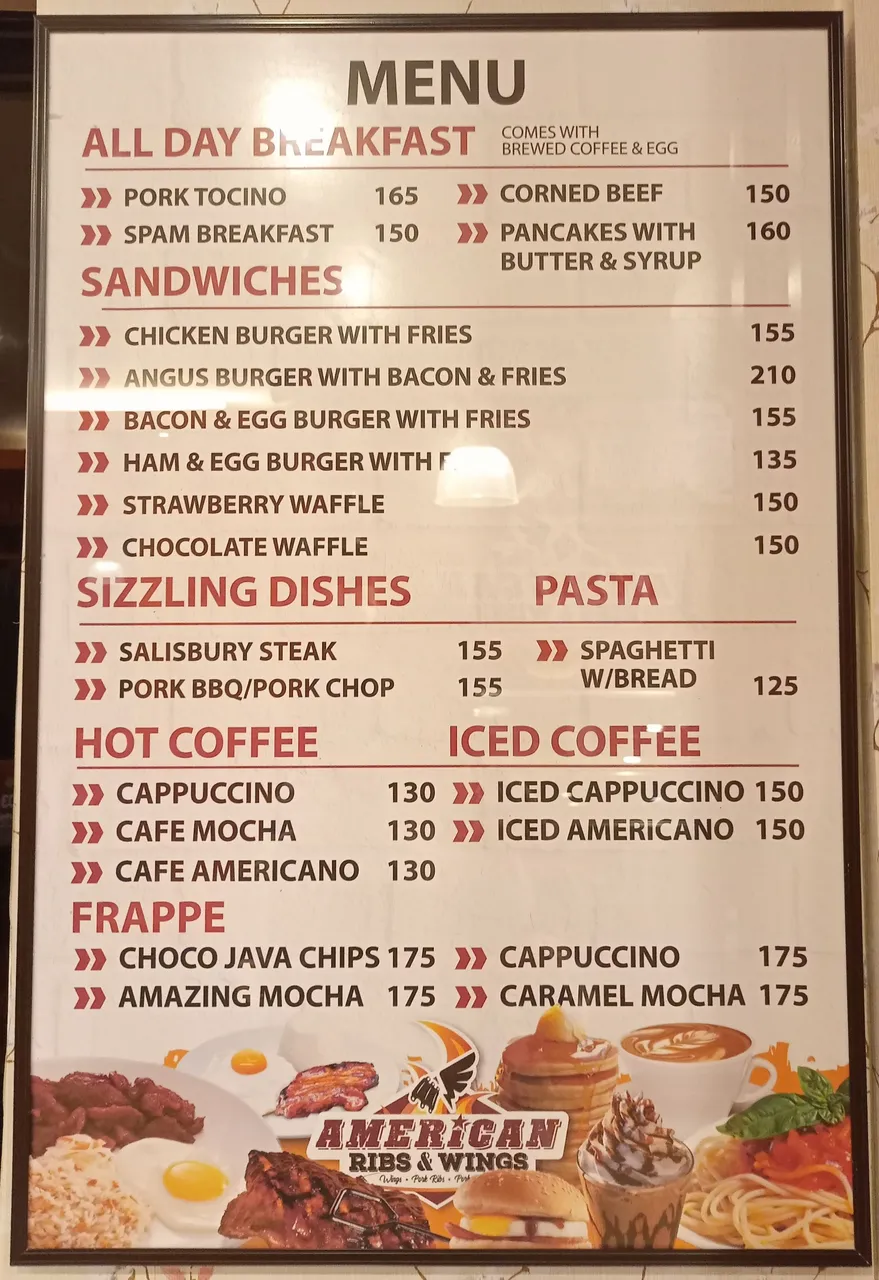 MENU
ALL DAY BREAKFAST
COMES WITH
BREWED COFFEE & EGG
PORK TOCINO 165
SPAM BREAKFAST 150
CORNED BEEF 150
PANCAKES WITH 160
BUTTER & SYRUP
SANDWICHES
CHICKEN BURGER WITH FRIES 155
ANGUS BURGER WITH BACON & FRIES 210
BACON & EGG BURGER WITH FRIES 155
HAM & EGG BURGER WITH 135
STRAWBERRY WAFFLE 150
CHOCOLATE WAFFLE 150
SIZZLING DISHES
SALISBURY STEAK 155
PORK BBQ/PORK CHOP 155
PASTA
SPAGHETTI
W/BREAD 125
HOT COFFEE
CAPPUCCINO 130
CAFE MOCHA 130
CAFE AMERICANO 130
ICED COFFEE
ICED CAPPUCCINO 150
ICED AMERICANO 150
FRAPPE
CHOCO JAVA CHIPS 175
AMAZING MOCHA 175
CAPPUCCINO 175
CARAMEL MOCHA 175
AMERICAN
RIBS & WINGS
Wings • Pork Ribs • Pork